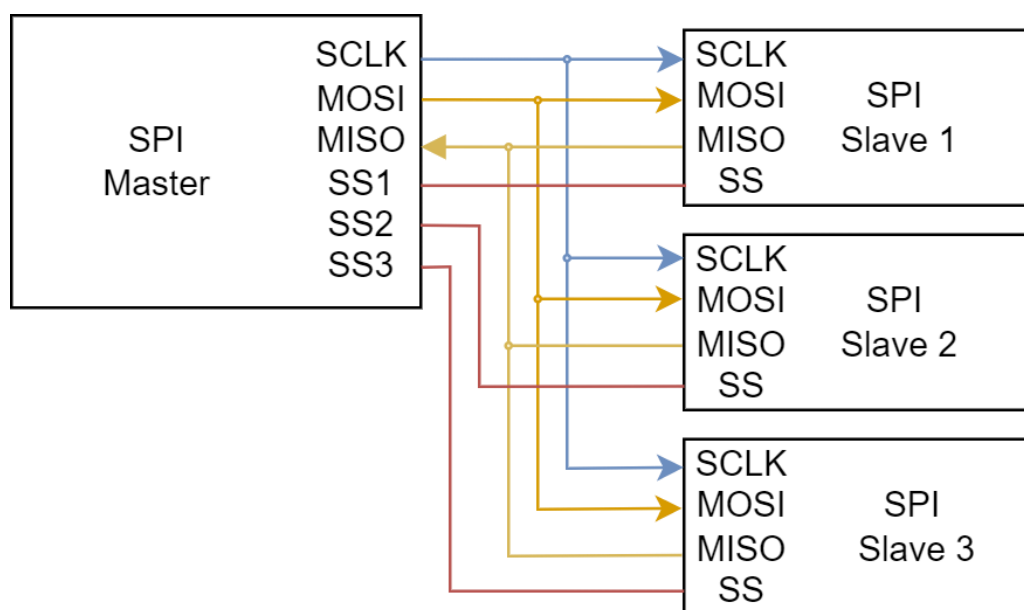 SPI
Master
SCLK
MOSI
MISO
SS1
SS2
SS3
SCLK
MOSI
MISO
SS
SPI
Slave 1
SCLK
MOSI
MISO
SS
SPI
Slave 2
SCLK
MOSI
MISO
SS
SPI
Slave 3